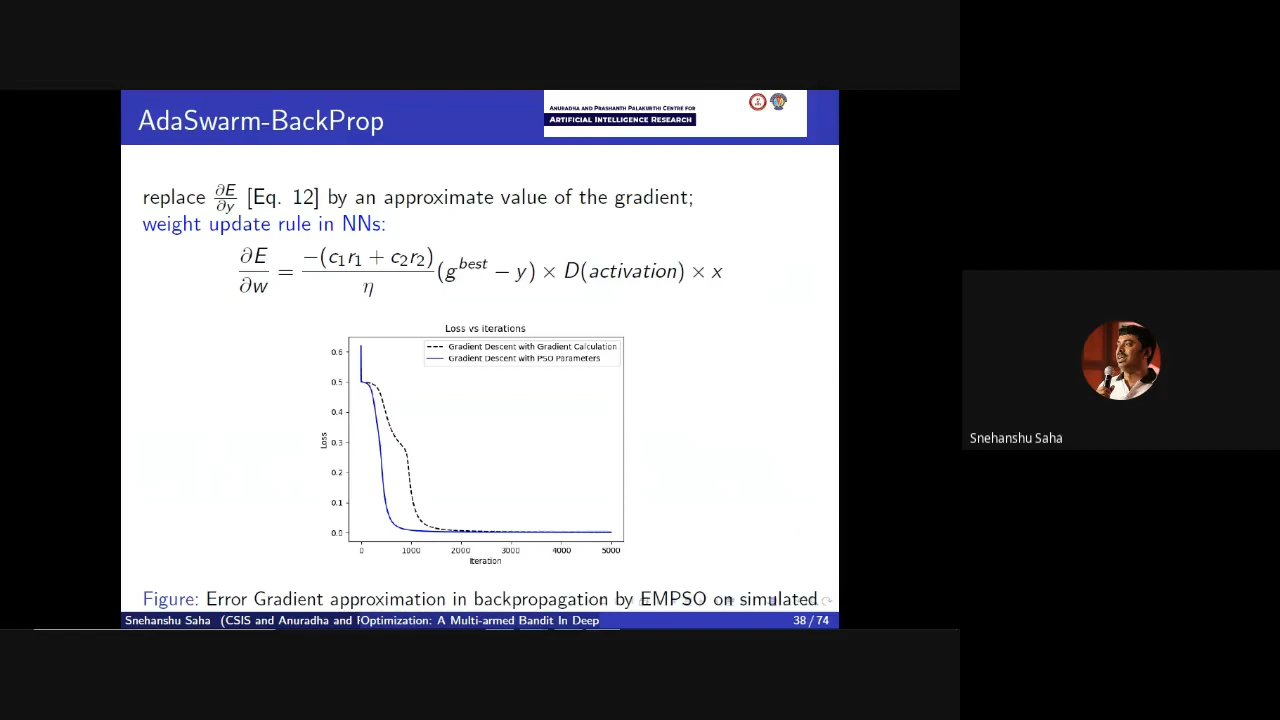 AdaSwarm-BackProp
ANURADHA AND PRASHANTH PALAKURTHI CENTRE FOR
ARTIFICIAL INTELLIGENCE RESEARCH
replace ∂E/∂y [Eq. 12] by an approximate value of the gradient;
weight update rule in NNs:
∂E/∂w = −(c₁r₁ + c₂r₂)/η (g^best − y) × D(activation) × x
Loss vs iterations
Gradient Descent with Gradient Calculation
Gradient Descent with PSO Parameters
0.6
0.5
0.4
0.3
0.2
0.1
0.0
Loss
0 1000 2000 3000 4000 5000
Iteration
Figure: Error Gradient approximation in backpropagation by EMPSO on simulated
Snehanshu Saha (CSIS and Anuradha and P Optimization: A Multi-armed Bandit In Deep 38 / 74
Snehanshu Saha